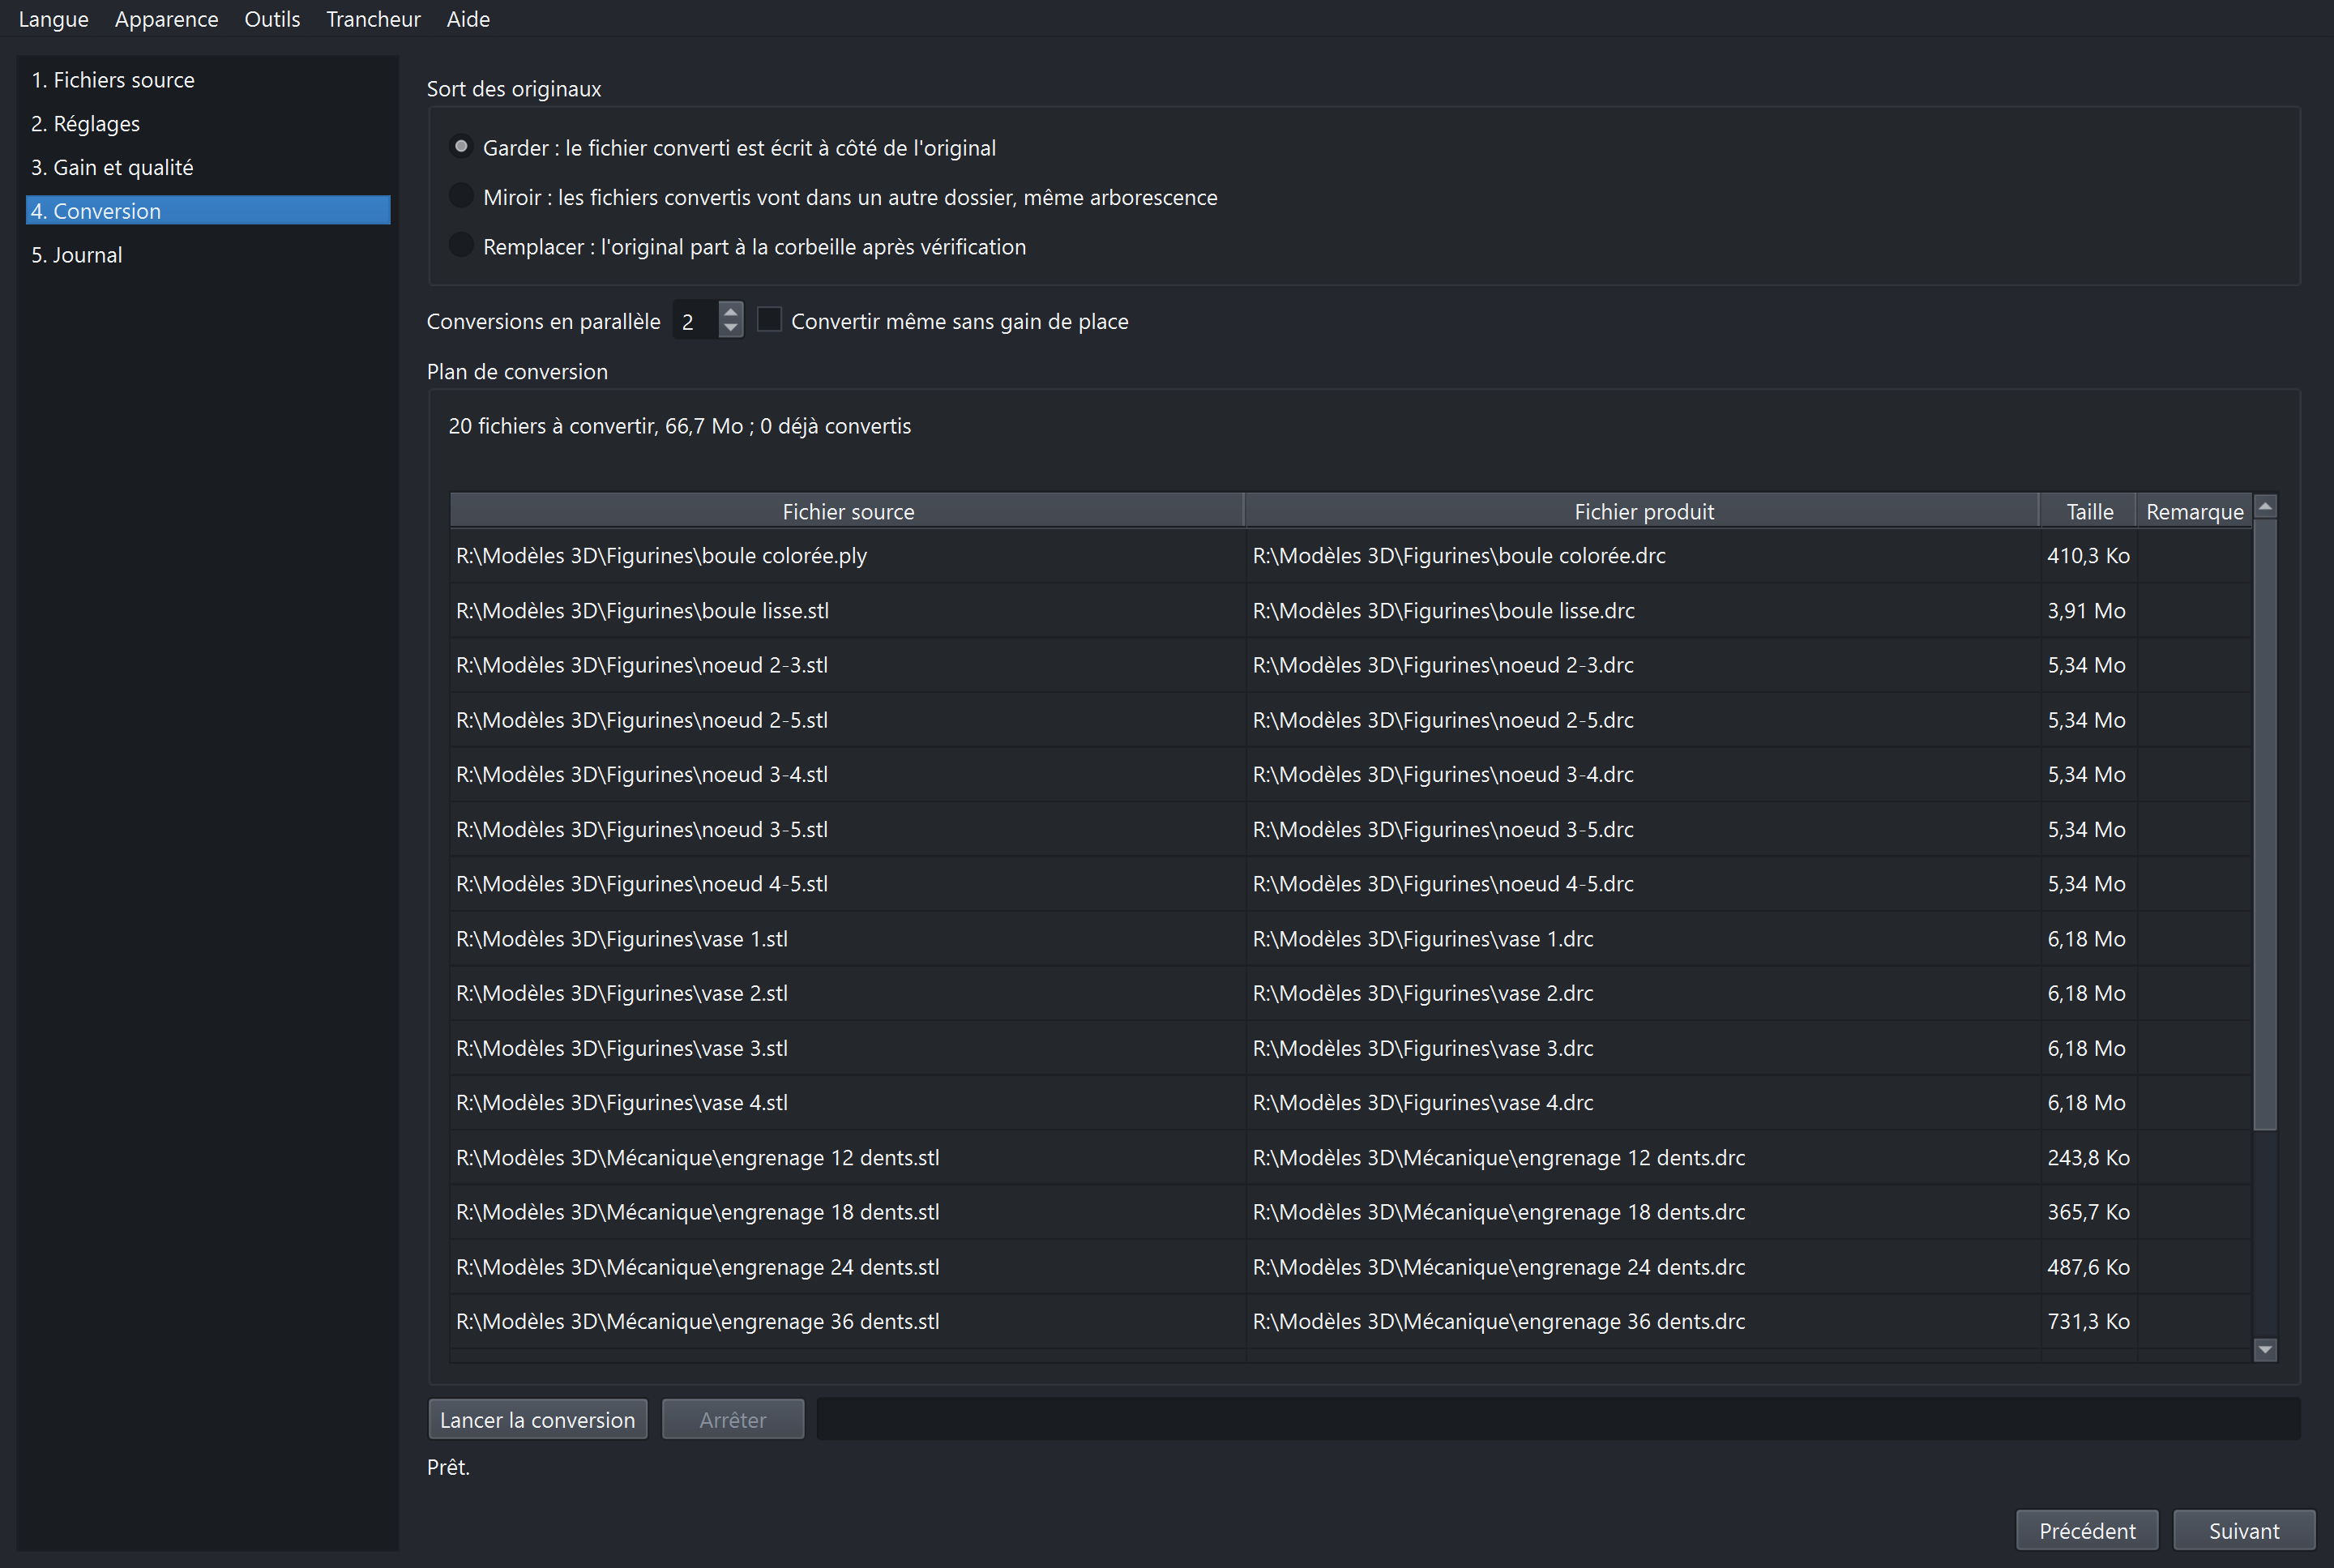 Langue Apparence Outils Trancheur Aide
1. Fichiers source
2. Réglages
3. Gain et qualité
4. Conversion
5. Journal
Sort des originaux
Garder : le fichier converti est écrit à côté de l'original
Miroir : les fichiers convertis vont dans un autre dossier, même arborescence
Remplacer : l'original part à la corbeille après vérification
Conversions en parallèle 2 Convertir même sans gain de place
Plan de conversion
20 fichiers à convertir, 66,7 Mo ; 0 déjà convertis
Fichier source Fichier produit Taille Remarque
R:\Modèles 3D\Figurines\boule colorée.ply R:\Modèles 3D\Figurines\boule colorée.drc 410,3 Ko
R:\Modèles 3D\Figurines\boule lisse.stl R:\Modèles 3D\Figurines\boule lisse.drc 3,91 Mo
R:\Modèles 3D\Figurines\noeud 2-3.stl R:\Modèles 3D\Figurines\noeud 2-3.drc 5,34 Mo
R:\Modèles 3D\Figurines\noeud 2-5.stl R:\Modèles 3D\Figurines\noeud 2-5.drc 5,34 Mo
R:\Modèles 3D\Figurines\noeud 3-4.stl R:\Modèles 3D\Figurines\noeud 3-4.drc 5,34 Mo
R:\Modèles 3D\Figurines\noeud 3-5.stl R:\Modèles 3D\Figurines\noeud 3-5.drc 5,34 Mo
R:\Modèles 3D\Figurines\noeud 4-5.stl R:\Modèles 3D\Figurines\noeud 4-5.drc 5,34 Mo
R:\Modèles 3D\Figurines\vase 1.stl R:\Modèles 3D\Figurines\vase 1.drc 6,18 Mo
R:\Modèles 3D\Figurines\vase 2.stl R:\Modèles 3D\Figurines\vase 2.drc 6,18 Mo
R:\Modèles 3D\Figurines\vase 3.stl R:\Modèles 3D\Figurines\vase 3.drc 6,18 Mo
R:\Modèles 3D\Figurines\vase 4.stl R:\Modèles 3D\Figurines\vase 4.drc 6,18 Mo
R:\Modèles 3D\Mécanique\engrenage 12 dents.stl R:\Modèles 3D\Mécanique\engrenage 12 dents.drc 243,8 Ko
R:\Modèles 3D\Mécanique\engrenage 18 dents.stl R:\Modèles 3D\Mécanique\engrenage 18 dents.drc 365,7 Ko
R:\Modèles 3D\Mécanique\engrenage 24 dents.stl R:\Modèles 3D\Mécanique\engrenage 24 dents.drc 487,6 Ko
R:\Modèles 3D\Mécanique\engrenage 36 dents.stl R:\Modèles 3D\Mécanique\engrenage 36 dents.drc 731,3 Ko
Lancer la conversion Arrêter
Prêt.
Précédent Suivant